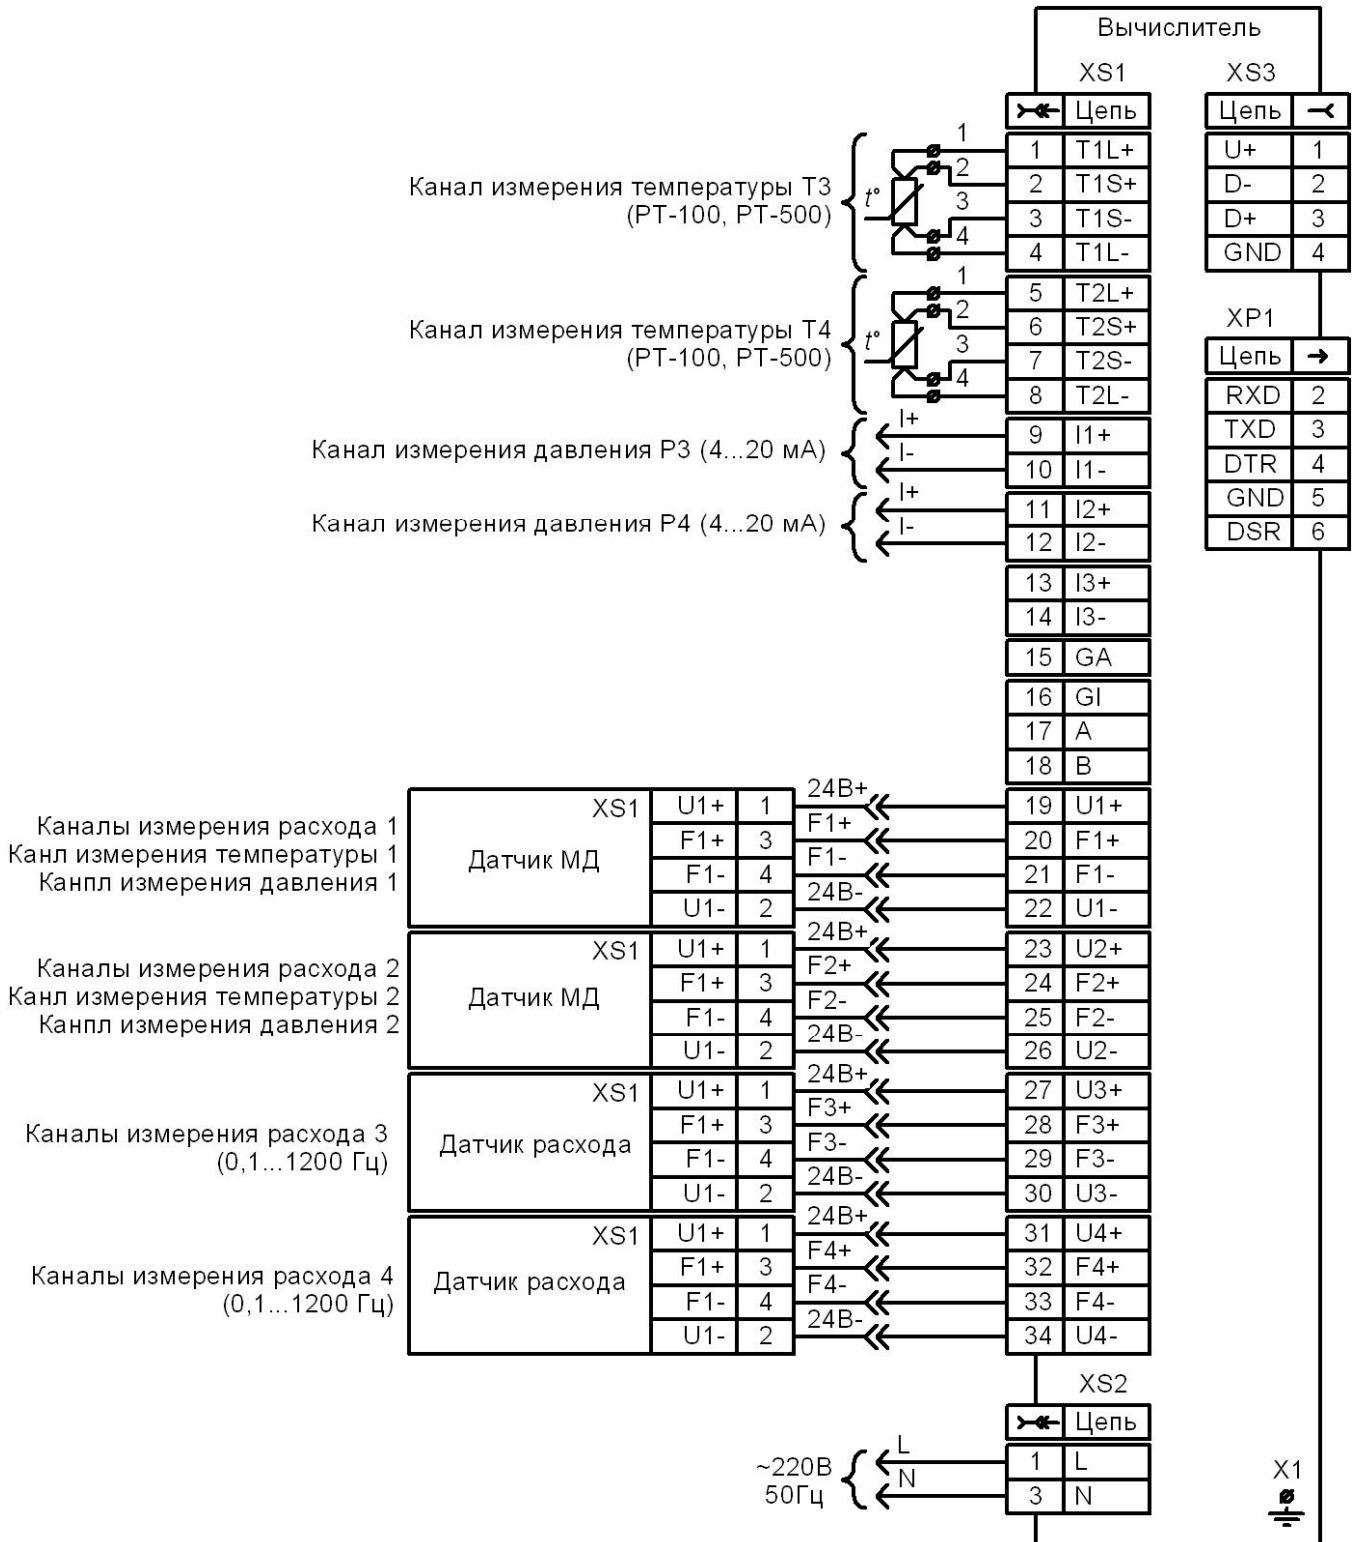 Вычислитель
XS1
XS3
Цепь
Цепь
1 T1L+
2 T1S+
3 T1S-
4 T1L-
U+ 1
D- 2
D+ 3
GND 4
Канал измерения температуры Т3
(РТ-100, РТ-500)
t°
1
2
3
4
5 T2L+
6 T2S+
7 T2S-
8 T2L-
Канал измерения температуры Т4
(РТ-100, РТ-500)
t°
1
2
3
4
XP1
Цепь
RXD 2
TXD 3
DTR 4
GND 5
DSR 6
Канал измерения давления Р3 (4...20 мА)
I+
I-
9 I1+
10 I1-
Канал измерения давления Р4 (4...20 мА)
I+
I-
11 I2+
12 I2-
13 I3+
14 I3-
15 GA
16 GI
17 A
18 B
Каналы измерения расхода 1
Канл измерения температуры 1
Канпл измерения давления 1
Датчик МД
XS1
U1+ 1 24В+ 19 U1+
F1+ 3 F1+ 20 F1+
F1- 4 F1- 21 F1-
U1- 2 24В- 22 U1-
Каналы измерения расхода 2
Канл измерения температуры 2
Канпл измерения давления 2
Датчик МД
XS1
U1+ 1 24В+ 23 U2+
F1+ 3 F2+ 24 F2+
F1- 4 F2- 25 F2-
U1- 2 24В- 26 U2-
Каналы измерения расхода 3
(0,1...1200 Гц)
Датчик расхода
XS1
U1+ 1 24В+ 27 U3+
F1+ 3 F3+ 28 F3+
F1- 4 F3- 29 F3-
U1- 2 24В- 30 U3-
Каналы измерения расхода 4
(0,1...1200 Гц)
Датчик расхода
XS1
U1+ 1 24В+ 31 U4+
F1+ 3 F4+ 32 F4+
F1- 4 F4- 33 F4-
U1- 2 24В- 34 U4-
XS2
Цепь
~220В
50Гц
L
N
1 L
3 N
X1